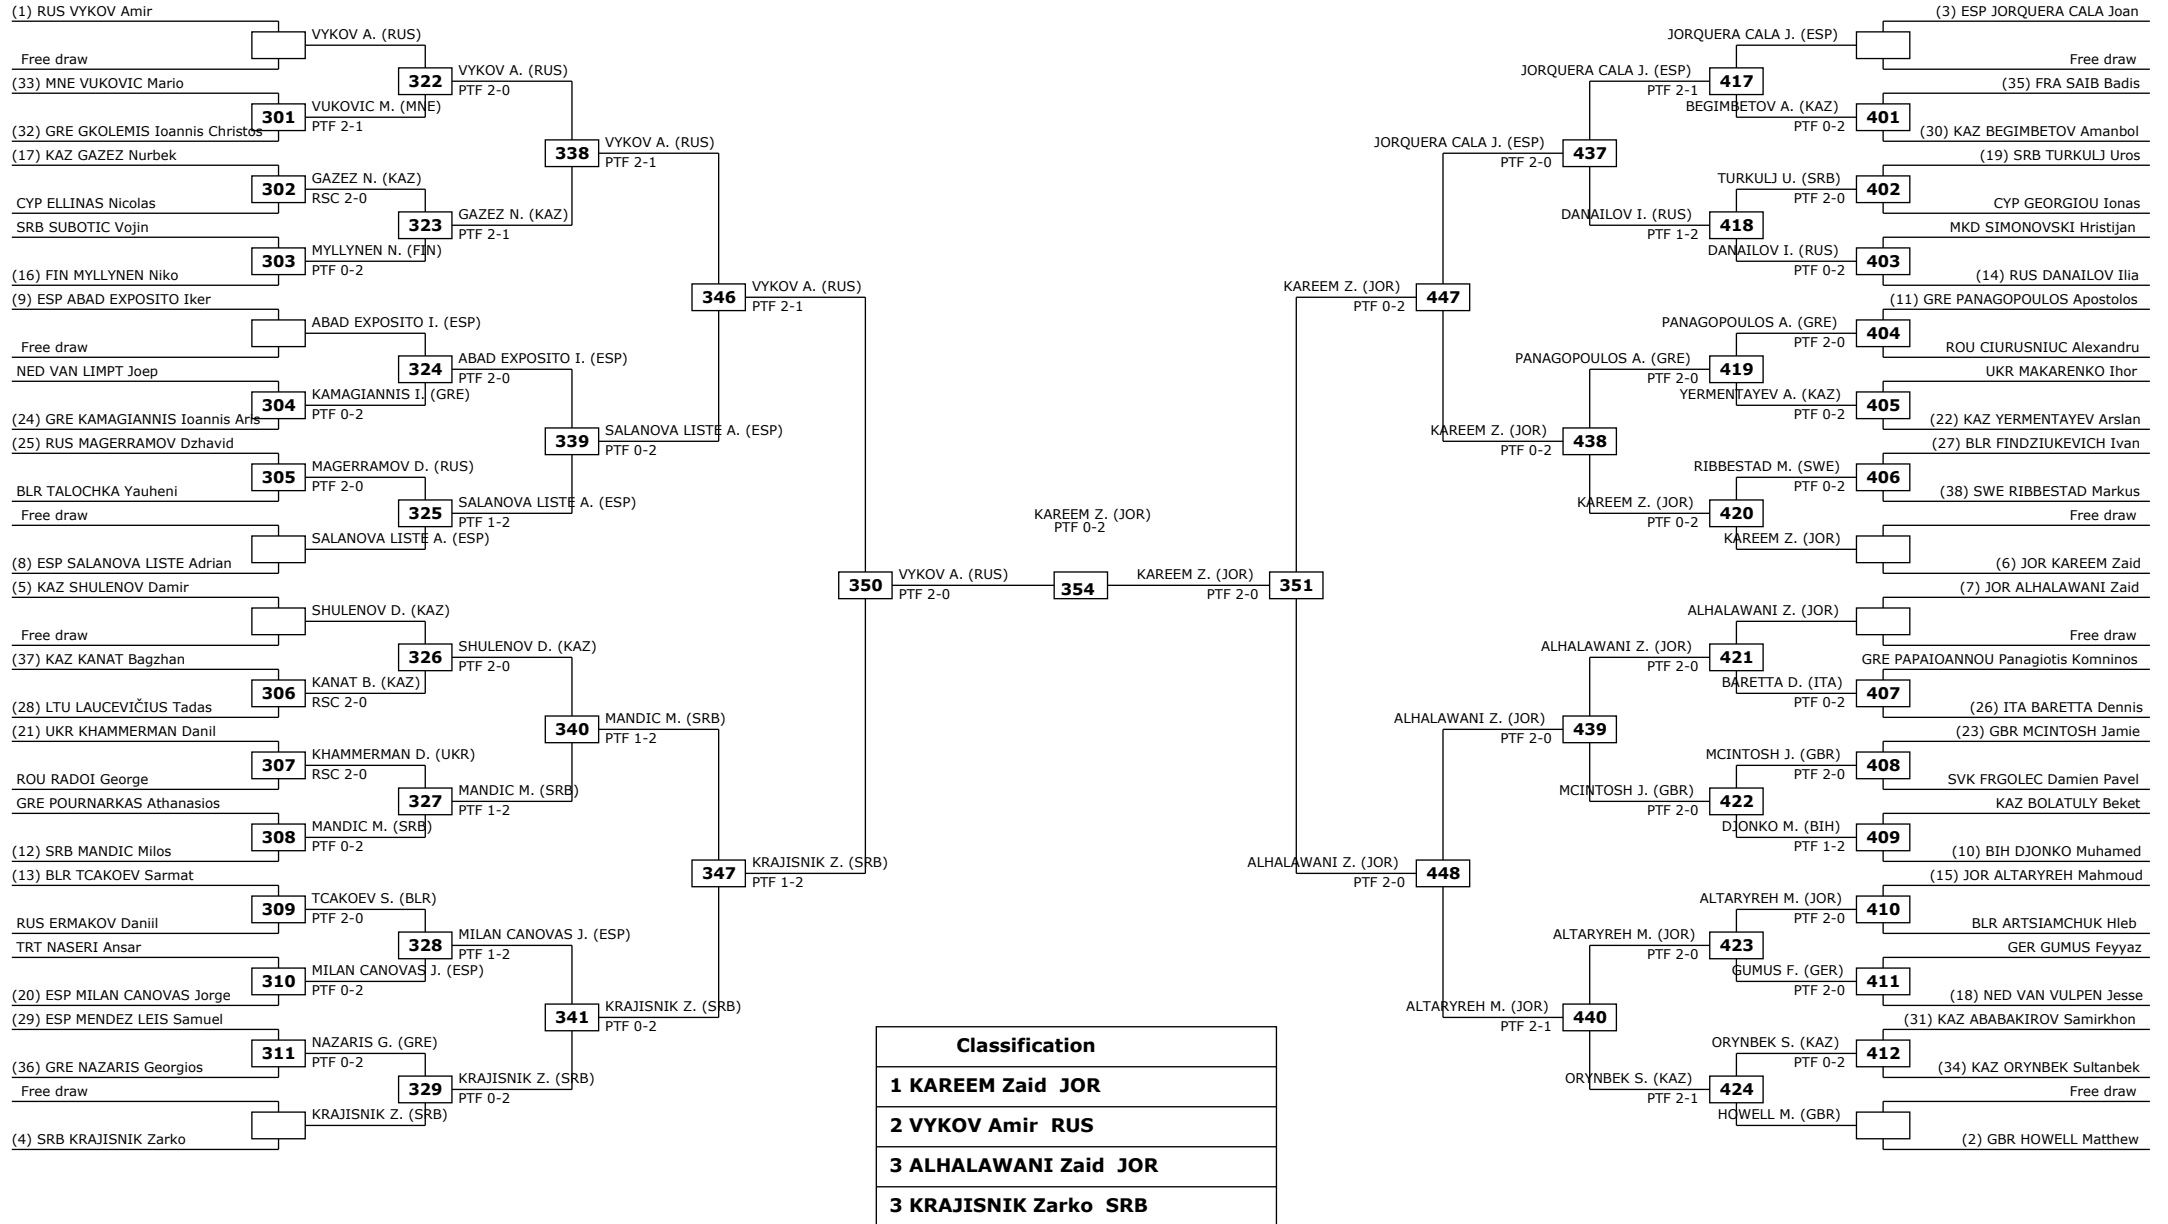 (1) RUS VYKOV Amir
Free draw
(33) MNE VUKOVIC Mario
(32) GRE GKOLEMIS Ioannis Christos
(17) KAZ GAZEZ Nurbek
CYP ELLINAS Nicolas
SRB SUBOTIC Vojin
(16) FIN MYLLYNEN Niko
(9) ESP ABAD EXPOSITO Iker
Free draw
NED VAN LIMPT Joep
(24) GRE KAMAGIANNIS Ioannis Aris
(25) RUS MAGERRAMOV Dzhavid
BLR TALOCHKA Yauheni
Free draw
(8) ESP SALANOVA LISTE Adrian
(5) KAZ SHULENOV Damir
Free draw
(37) KAZ KANAT Bagzhan
(28) LTU LAUCEVIČIUS Tadas
(21) UKR KHAMMERMAN Danil
ROU RADOI George
GRE POURNARKAS Athanasios
(12) SRB MANDIC Milos
(13) BLR TCAKOEV Sarmat
RUS ERMAKOV Daniil
TRT NASERI Ansar
(20) ESP MILAN CANOVAS Jorge
(29) ESP MENDEZ LEIS Samuel
(36) GRE NAZARIS Georgios
Free draw
(4) SRB KRAJISNIK Zarko
VYKOV A. (RUS)
301
VUKOVIC M. (MNE)
PTF 2-1
302
GAZEZ N. (KAZ)
RSC 2-0
303
MYLLYNEN N. (FIN)
PTF 0-2
ABAD EXPOSITO I. (ESP)
304
KAMAGIANNIS I. (GRE)
PTF 0-2
305
MAGERRAMOV D. (RUS)
PTF 2-0
SALANOVA LISTE A. (ESP)
SHULENOV D. (KAZ)
306
KANAT B. (KAZ)
RSC 2-0
307
KHAMMERMAN D. (UKR)
RSC 2-0
308
MANDIC M. (SRB)
PTF 0-2
309
TCAKOEV S. (BLR)
PTF 2-0
310
MILAN CANOVAS J. (ESP)
PTF 0-2
311
NAZARIS G. (GRE)
PTF 0-2
KRAJISNIK Z. (SRB)
322
VYKOV A. (RUS)
PTF 2-0
323
GAZEZ N. (KAZ)
PTF 2-1
324
ABAD EXPOSITO I. (ESP)
PTF 2-0
325
SALANOVA LISTE A. (ESP)
PTF 1-2
326
SHULENOV D. (KAZ)
PTF 2-0
327
MANDIC M. (SRB)
PTF 1-2
328
MILAN CANOVAS J. (ESP)
PTF 1-2
329
KRAJISNIK Z. (SRB)
PTF 0-2
338
VYKOV A. (RUS)
PTF 2-1
339
SALANOVA LISTE A. (ESP)
PTF 0-2
340
MANDIC M. (SRB)
PTF 1-2
341
KRAJISNIK Z. (SRB)
PTF 0-2
346
VYKOV A. (RUS)
PTF 2-1
347
KRAJISNIK Z. (SRB)
PTF 1-2
350
VYKOV A. (RUS)
PTF 2-0
KAREEM Z. (JOR)
PTF 0-2
354
KAREEM Z. (JOR)
PTF 2-0
351
KAREEM Z. (JOR)
PTF 0-2
447
ALHALAWANI Z. (JOR)
PTF 2-0
448
JORQUERA CALA J. (ESP)
PTF 2-0
437
KAREEM Z. (JOR)
PTF 0-2
438
ALHALAWANI Z. (JOR)
PTF 2-0
439
ALTARYREH M. (JOR)
PTF 2-1
440
JORQUERA CALA J. (ESP)
PTF 2-1
417
DANAILOV I. (RUS)
PTF 1-2
418
PANAGOPOULOS A. (GRE)
PTF 2-0
419
KAREEM Z. (JOR)
PTF 0-2
420
ALHALAWANI Z. (JOR)
PTF 2-0
421
MCINTOSH J. (GBR)
PTF 2-0
422
ALTARYREH M. (JOR)
PTF 2-0
423
ORYNBEK S. (KAZ)
PTF 2-1
424
JORQUERA CALA J. (ESP)
BEGIMBETOV A. (KAZ)
PTF 0-2
401
TURKULJ U. (SRB)
PTF 2-0
402
DANAILOV I. (RUS)
PTF 0-2
403
PANAGOPOULOS A. (GRE)
PTF 2-0
404
YERMENTAYEV A. (KAZ)
PTF 0-2
405
RIBBESTAD M. (SWE)
PTF 0-2
406
KAREEM Z. (JOR)
ALHALAWANI Z. (JOR)
BARETTA D. (ITA)
PTF 0-2
407
MCINTOSH J. (GBR)
PTF 2-0
408
DJONKO M. (BIH)
PTF 1-2
409
ALTARYREH M. (JOR)
PTF 2-0
410
GUMUS F. (GER)
PTF 2-0
411
ORYNBEK S. (KAZ)
PTF 0-2
412
HOWELL M. (GBR)
(3) ESP JORQUERA CALA Joan
Free draw
(35) FRA SAIB Badis
(30) KAZ BEGIMBETOV Amanbol
(19) SRB TURKULJ Uros
CYP GEORGIOU Ionas
MKD SIMONOVSKI Hristijan
(14) RUS DANAILOV Ilia
(11) GRE PANAGOPOULOS Apostolos
ROU CIURUSNIUC Alexandru
UKR MAKARENKO Ihor
(22) KAZ YERMENTAYEV Arslan
(27) BLR FINDZIUKEVICH Ivan
(38) SWE RIBBESTAD Markus
Free draw
(6) JOR KAREEM Zaid
(7) JOR ALHALAWANI Zaid
Free draw
GRE PAPAIOANNOU Panagiotis Komninos
(26) ITA BARETTA Dennis
(23) GBR MCINTOSH Jamie
SVK FRGOLEC Damien Pavel
KAZ BOLATULY Beket
(10) BIH DJONKO Muhamed
(15) JOR ALTARYREH Mahmoud
BLR ARTSIAMCHUK Hleb
GER GUMUS Feyyaz
(18) NED VAN VULPEN Jesse
(31) KAZ ABABAKIROV Samirkhon
(34) KAZ ORYNBEK Sultanbek
Free draw
(2) GBR HOWELL Matthew
Classification
1 KAREEM Zaid JOR
2 VYKOV Amir RUS
3 ALHALAWANI Zaid JOR
3 KRAJISNIK Zarko SRB